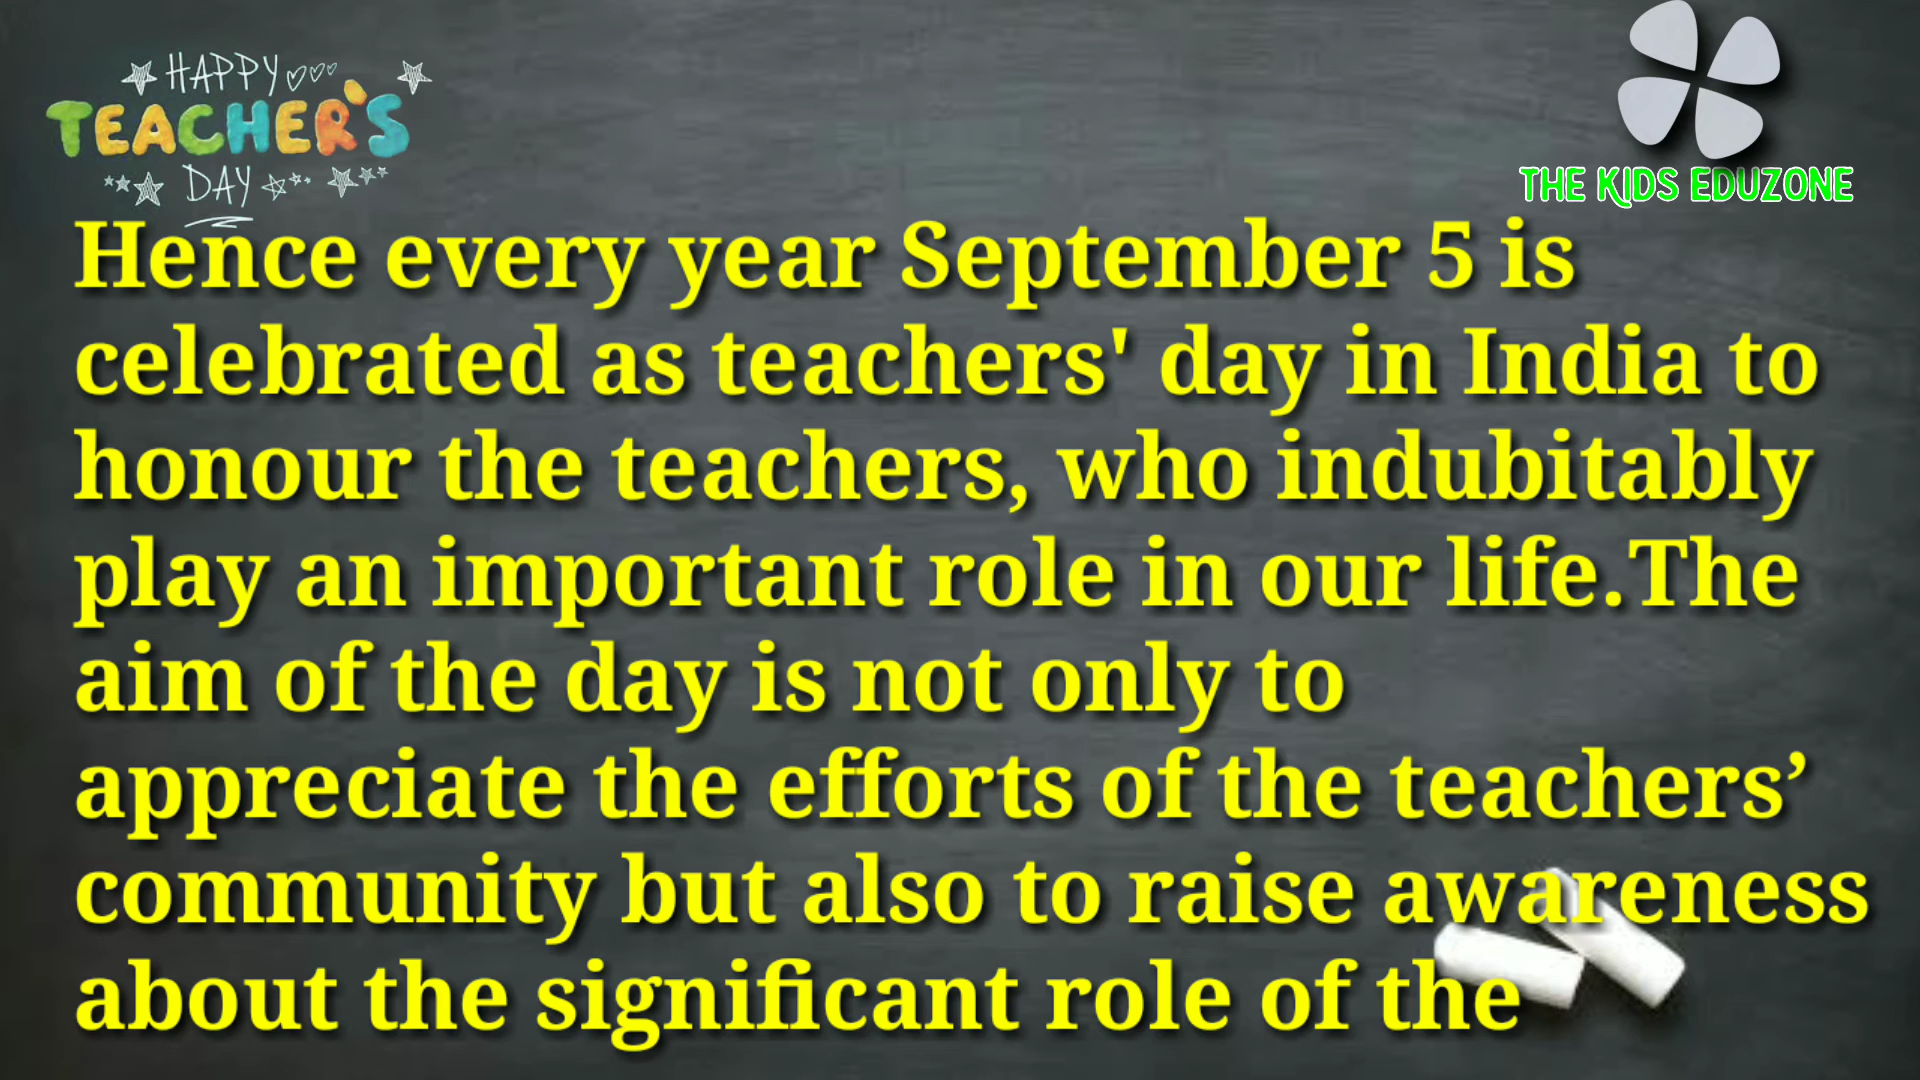 HAPPY
TEACHER'S
DAY
THE KIDS EDUZONE
Hence every year September 5 is
celebrated as teachers' day in India to
honour the teachers, who indubitably
play an important role in our life.The
aim of the day is not only to
appreciate the efforts of the teachers’
community but also to raise awareness
about the significant role of the